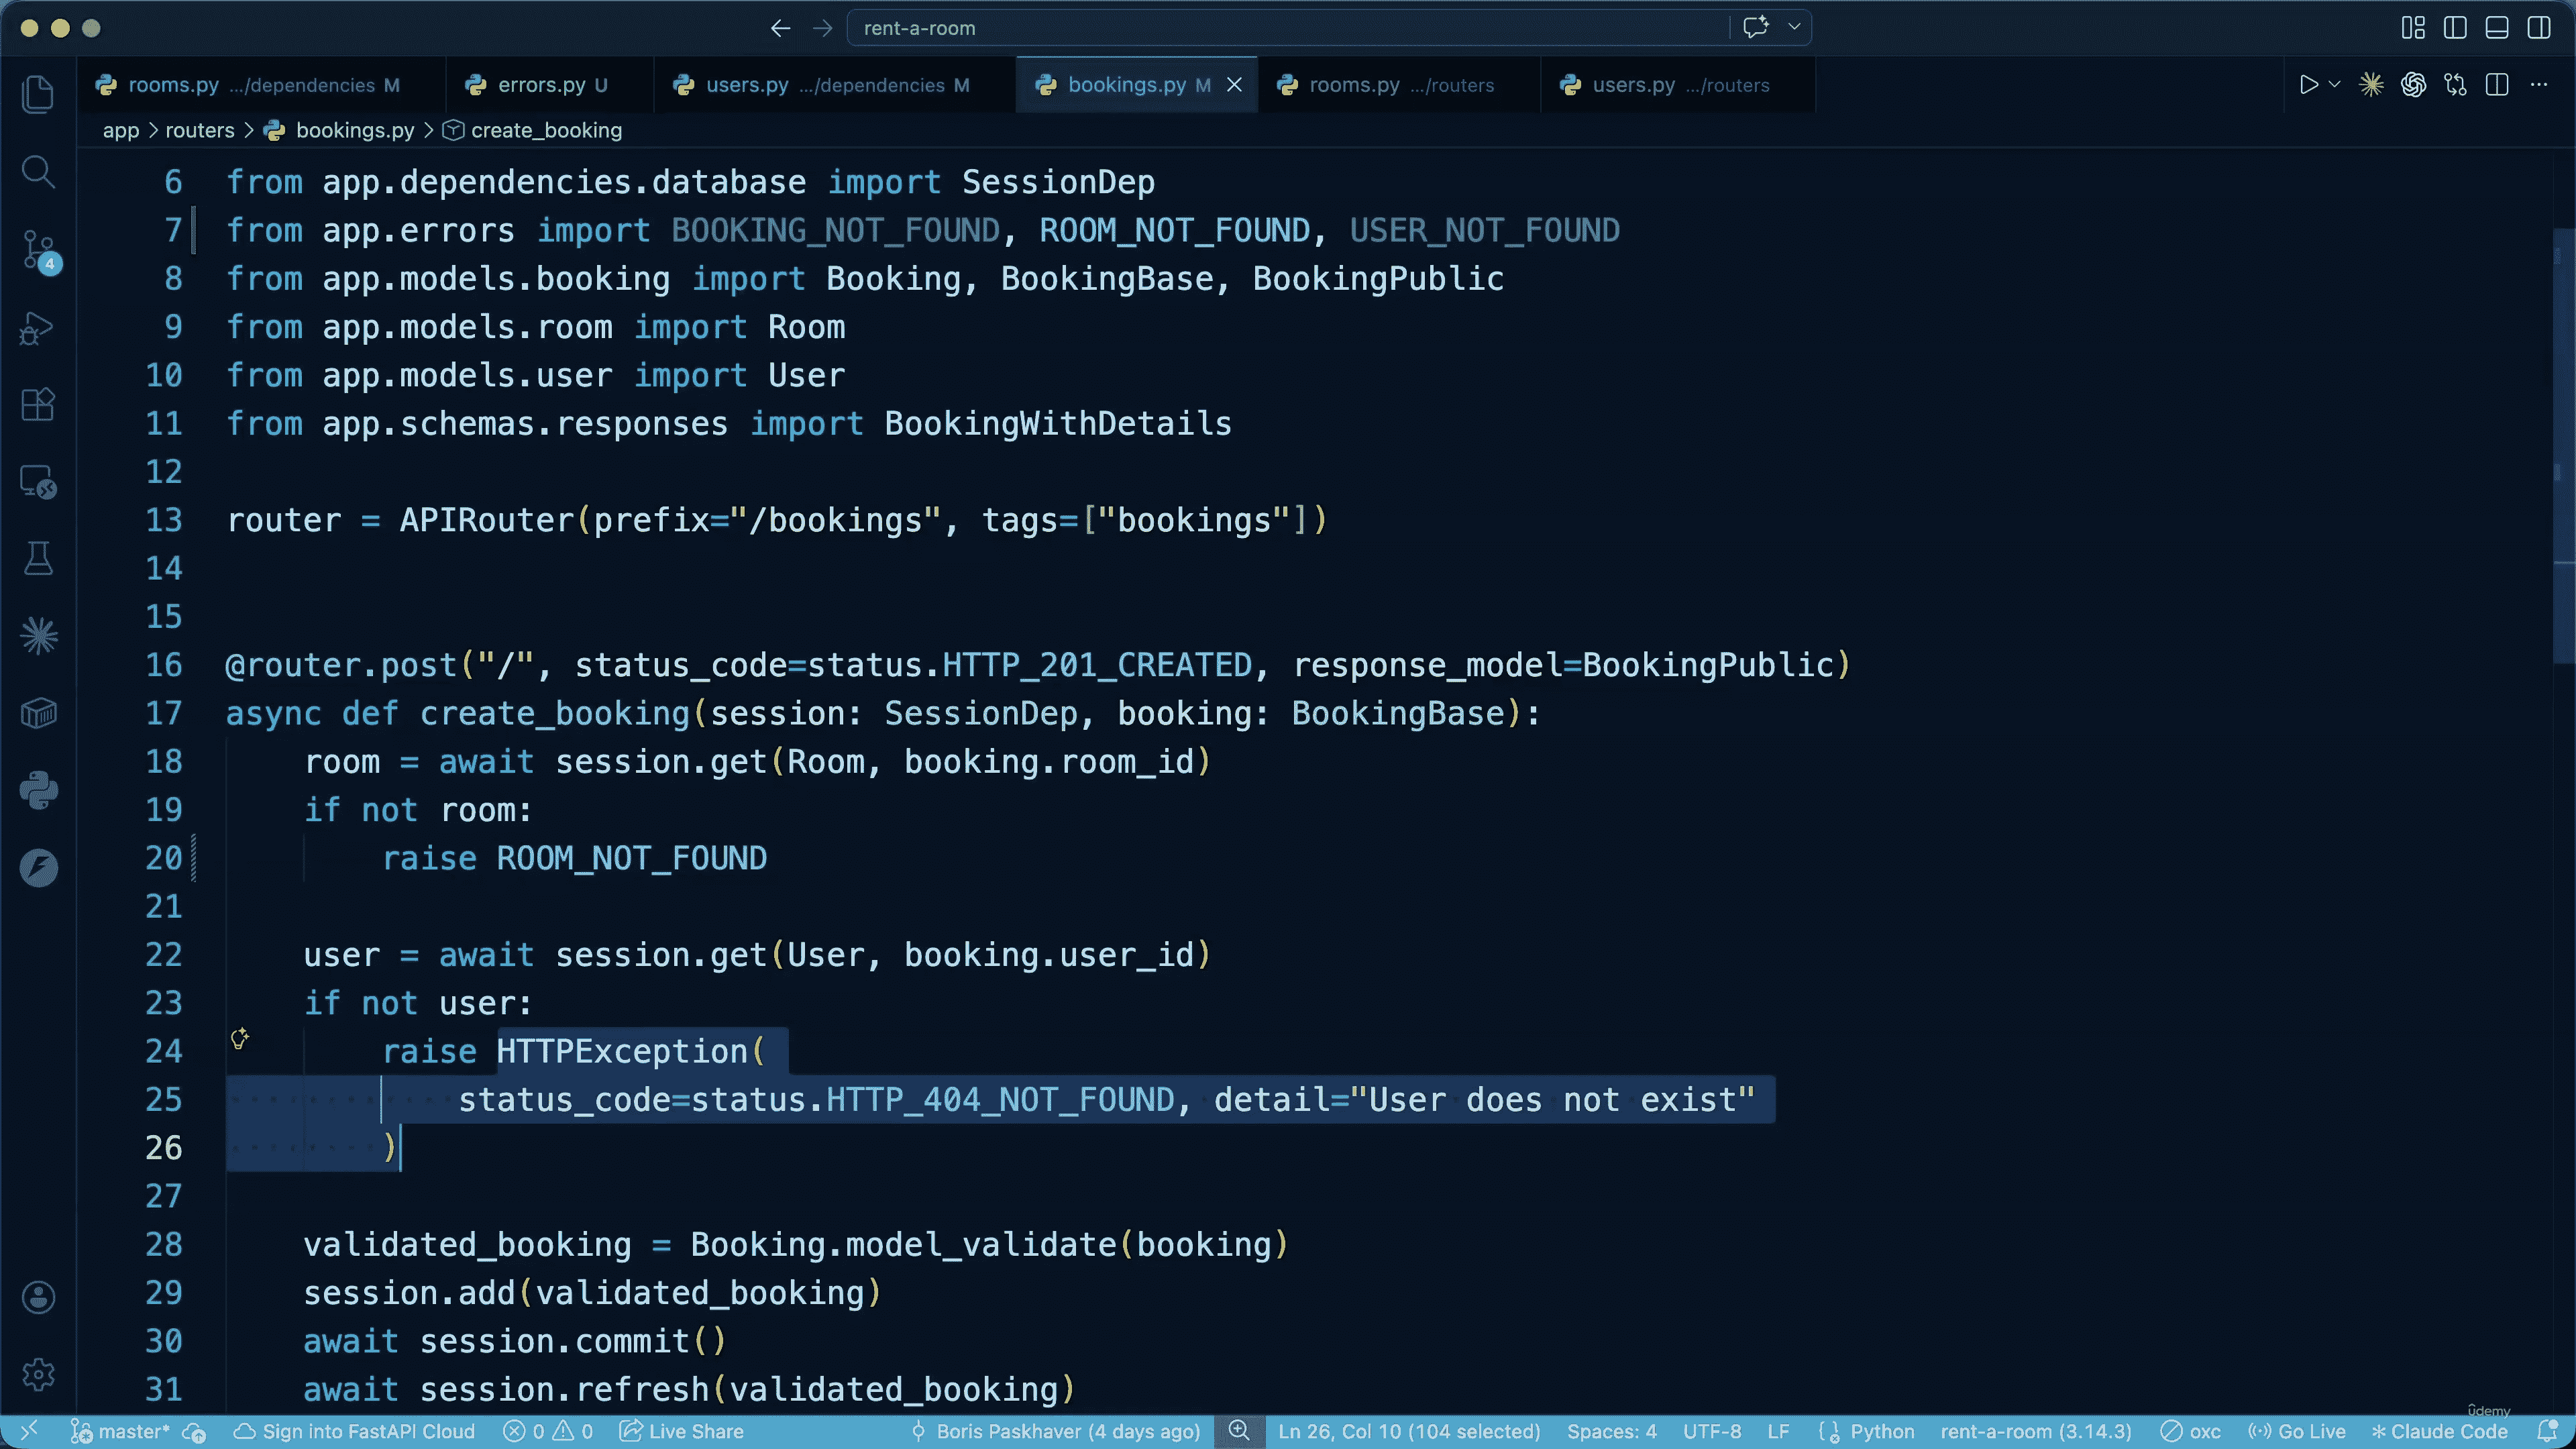 rent-a-room
rooms.py .../dependencies M
errors.py U
users.py .../dependencies M
bookings.py M
rooms.py .../routers
users.py .../routers
app > routers > bookings.py > create_booking
6 from app.dependencies.database import SessionDep
7 from app.errors import BOOKING_NOT_FOUND, ROOM_NOT_FOUND, USER_NOT_FOUND
8 from app.models.booking import Booking, BookingBase, BookingPublic
9 from app.models.room import Room
10 from app.models.user import User
11 from app.schemas.responses import BookingWithDetails
12
13 router = APIRouter(prefix="/bookings", tags=["bookings"])
14
15
16 @router.post("/", status_code=status.HTTP_201_CREATED, response_model=BookingPublic)
17 async def create_booking(session: SessionDep, booking: BookingBase):
18 room = await session.get(Room, booking.room_id)
19 if not room:
20 raise ROOM_NOT_FOUND
21
22 user = await session.get(User, booking.user_id)
23 if not user:
24 raise HTTPException(
25 status_code=status.HTTP_404_NOT_FOUND, detail="User does not exist"
26 )
27
28 validated_booking = Booking.model_validate(booking)
29 session.add(validated_booking)
30 await session.commit()
31 await session.refresh(validated_booking)
4
udemy
master* Sign into FastAPI Cloud 0 0 Live Share Boris Paskhaver (4 days ago) Ln 26, Col 10 (104 selected) Spaces: 4 UTF-8 LF Python rent-a-room (3.14.3) oxc Go Live Claude Code